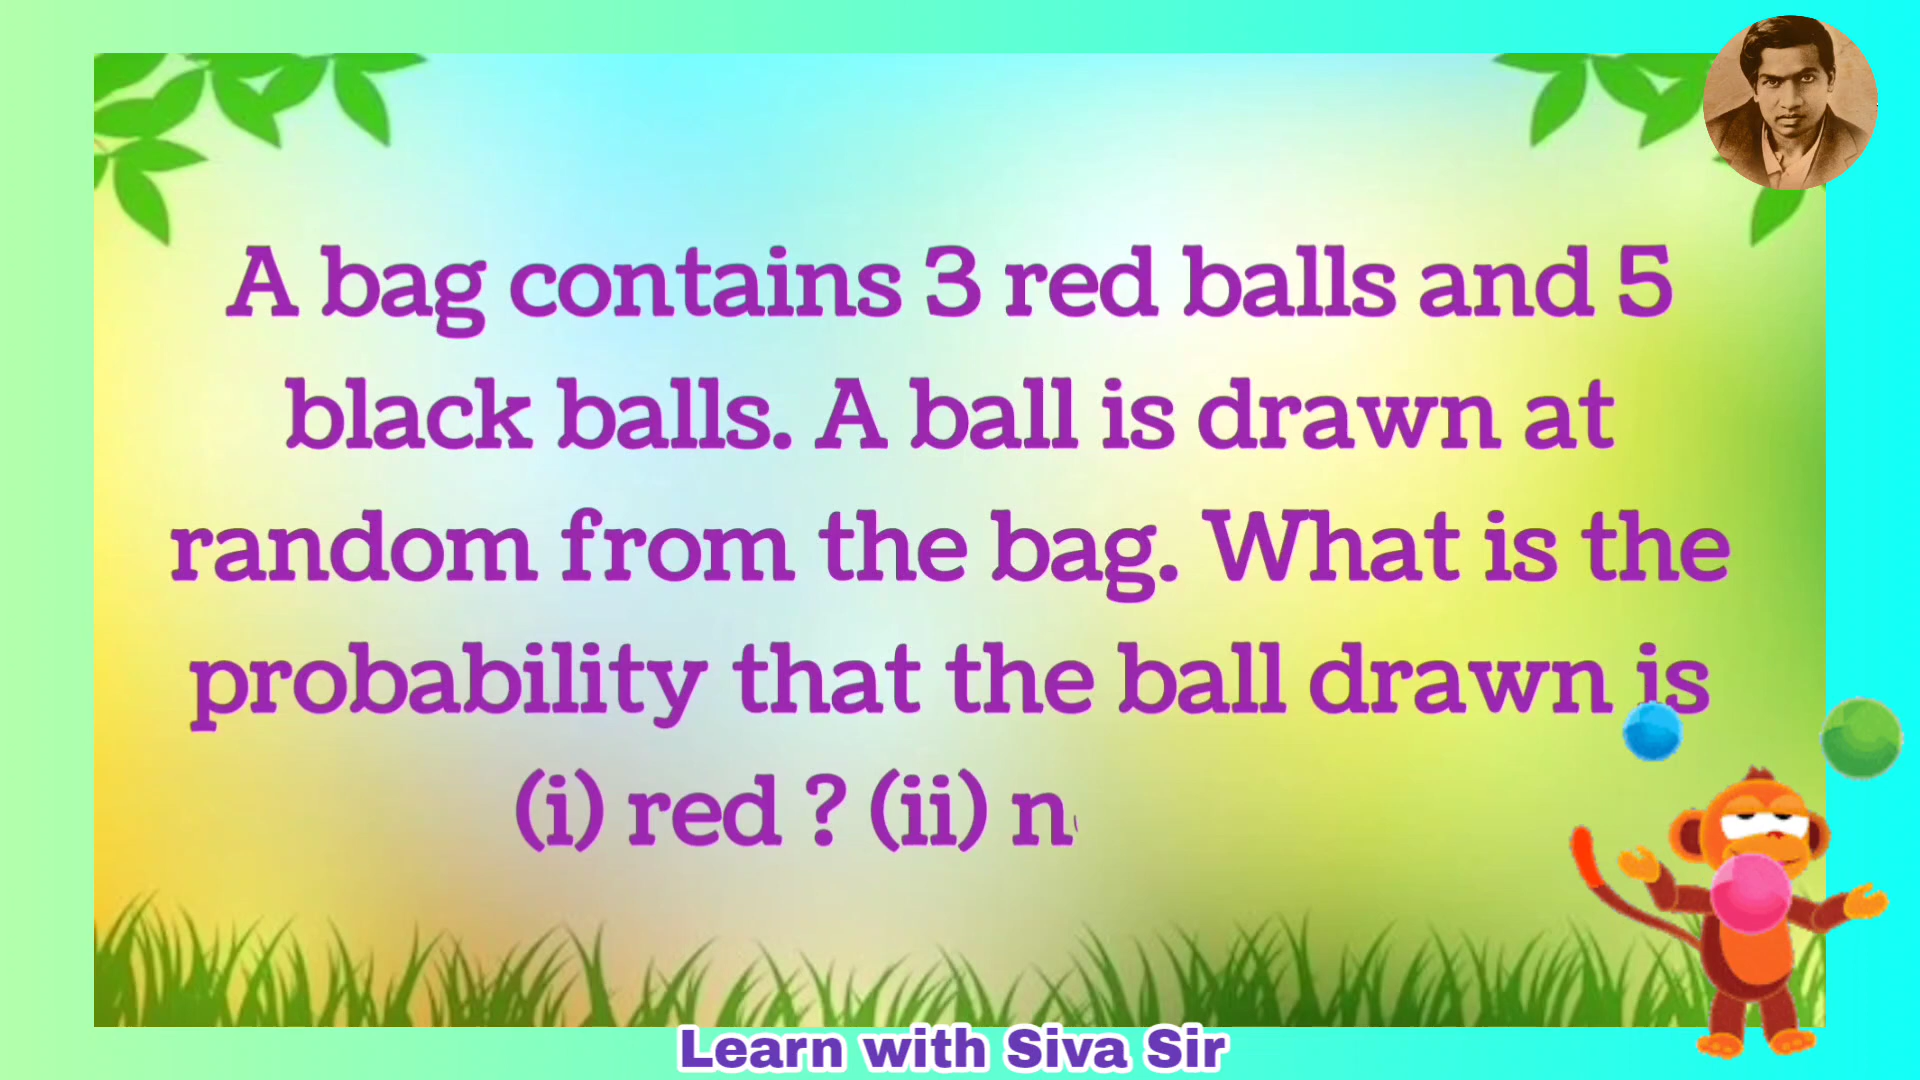 A bag contains 3 red balls and 5
black balls. A ball is drawn at
random from the bag. What is the
probability that the ball drawn is
(i) red ? (ii) n
Learn with Siva Sir